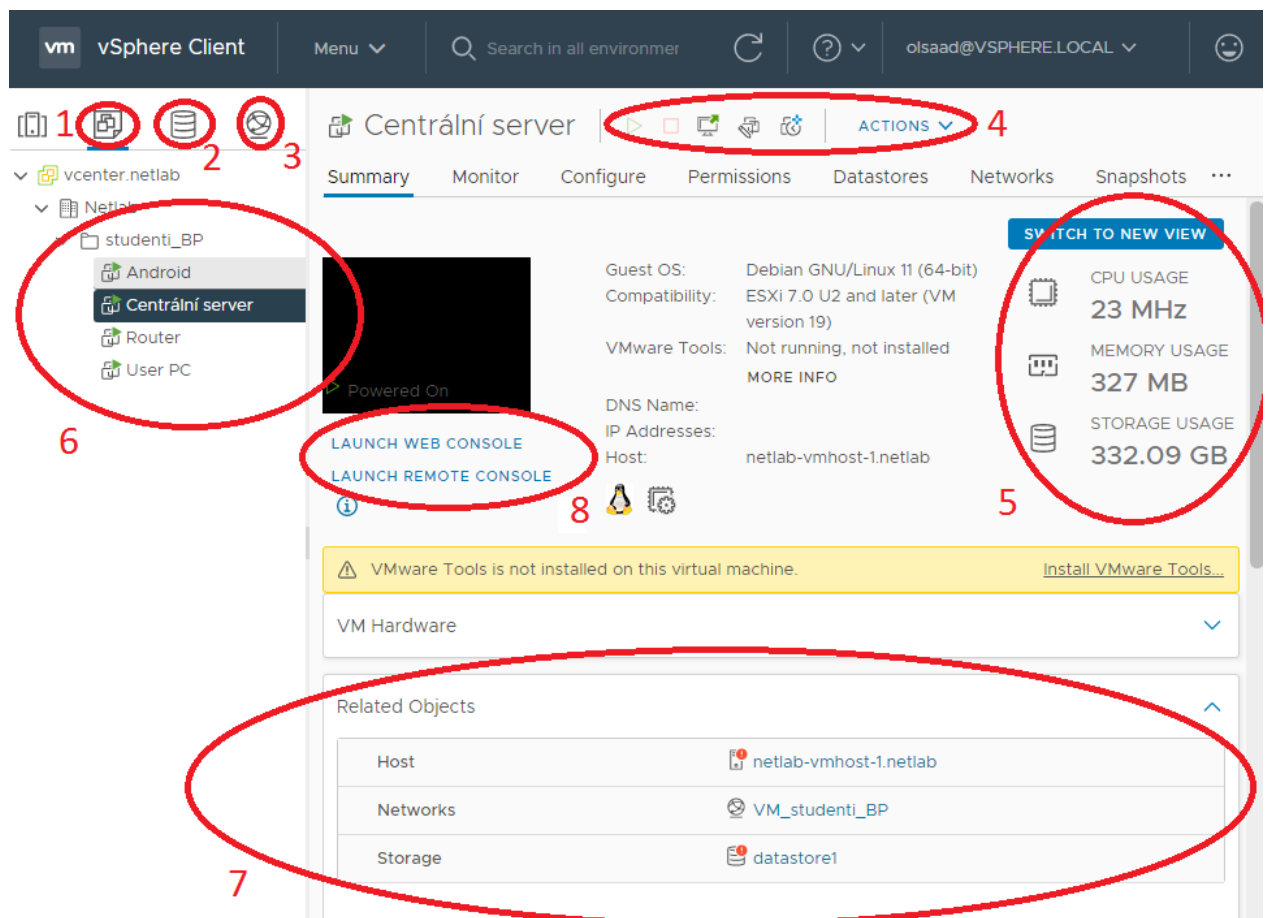 vm vSphere Client Menu Search in all environmer olsaad@VSPHERE.LOCAL
1 2 3
Centrální server ACTIONS 4
vcenter.netlab
Netlab
studenti_BP
Android
Centrální server
Router
User PC
6
Summary Monitor Configure Permissions Datastores Networks Snapshots ...
SWITCH TO NEW VIEW
Powered On
LAUNCH WEB CONSOLE
LAUNCH REMOTE CONSOLE
8
Guest OS: Debian GNU/Linux 11 (64-bit)
Compatibility: ESXi 7.0 U2 and later (VM
version 19)
VMware Tools: Not running, not installed
MORE INFO
DNS Name:
IP Addresses:
Host: netlab-vmhost-1.netlab
CPU USAGE
23 MHz
MEMORY USAGE
327 MB
STORAGE USAGE
332.09 GB
5
VMware Tools is not installed on this virtual machine. Install VMware Tools...
VM Hardware
Related Objects
Host netlab-vmhost-1.netlab
Networks VM_studenti_BP
Storage datastore1
7